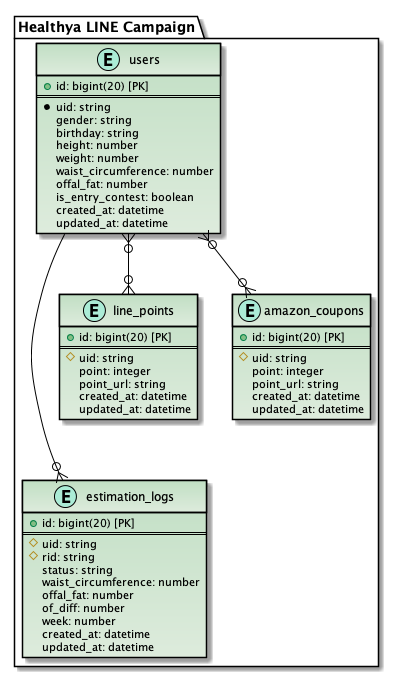 Healthya LINE Campaign
E users
id: bigint(20) [PK]
uid: string
gender: string
birthday: string
height: number
weight: number
waist_circumference: number
offal_fat: number
is_entry_contest: boolean
created_at: datetime
updated_at: datetime
E line_points
id: bigint(20) [PK]
uid: string
point: integer
point_url: string
created_at: datetime
updated_at: datetime
E amazon_coupons
id: bigint(20) [PK]
uid: string
point: integer
point_url: string
created_at: datetime
updated_at: datetime
E estimation_logs
id: bigint(20) [PK]
uid: string
rid: string
status: string
waist_circumference: number
offal_fat: number
of_diff: number
week: number
created_at: datetime
updated_at: datetime